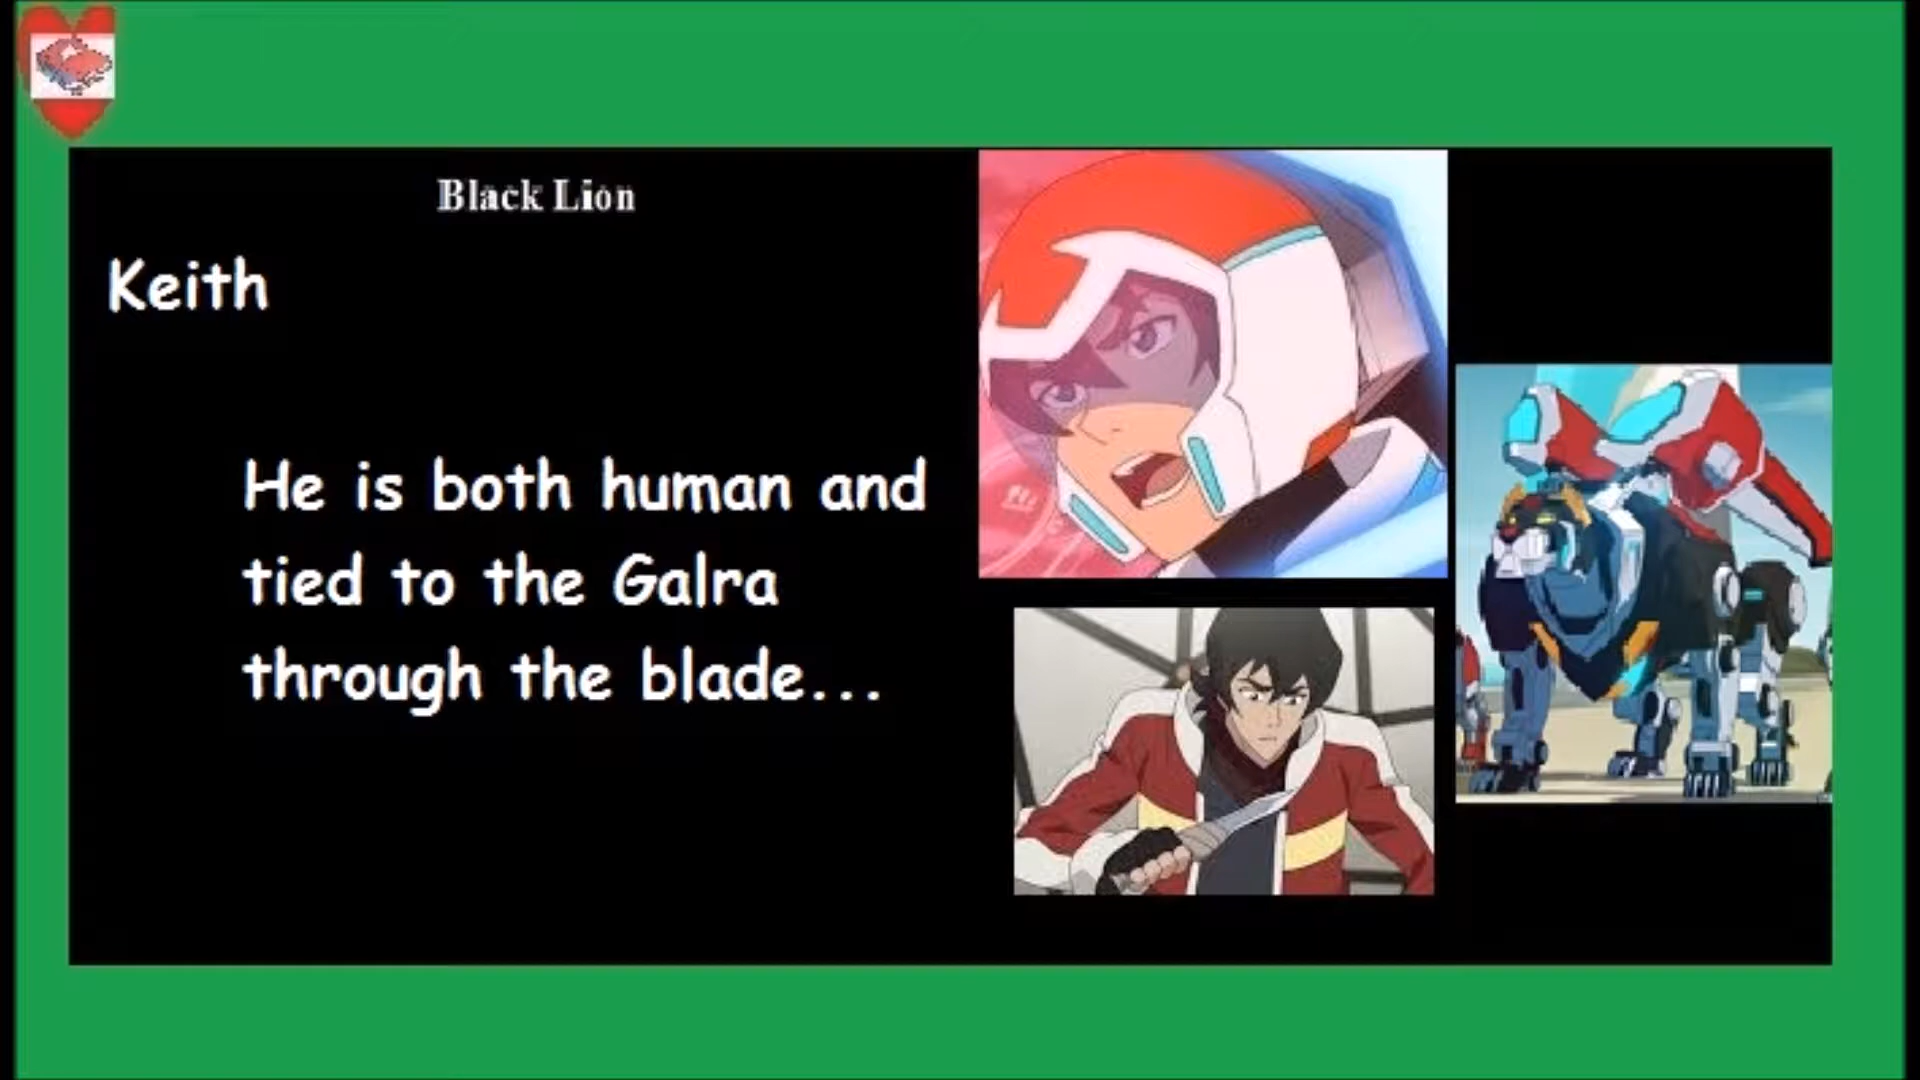 Black Lion
Keith
He is both human and
tied to the Galra
through the blade...